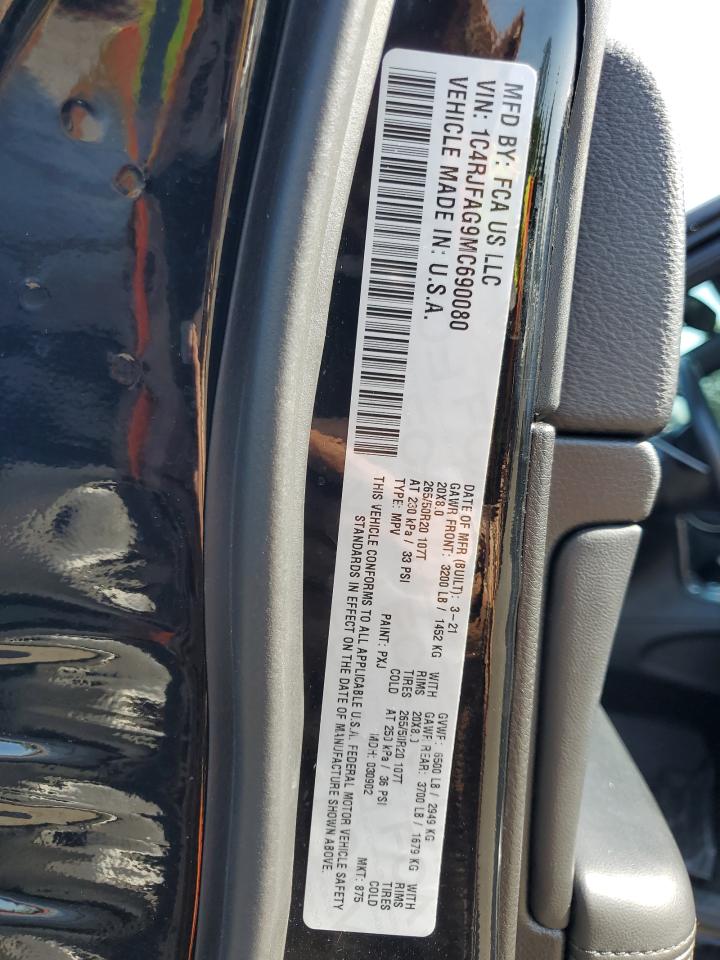 MFD BY: FCA US LLC
VIN: 1C4RJFAG9MC690080
VEHICLE MADE IN: U.S.A.
DATE OF MFR (BUILT): 3-21 GVWR: 6500 LB / 2949 KG
GAWR FRONT: 3200 LB / 1452 KG WITH GAWR REAR: 3700 LB / 1679 KG WITH
20X8.0 RIMS 20X8.0 RIMS
265/50R20 107T TIRES 265/50R20 107T TIRES
AT 230 kPa / 33 PSI COLD AT 250 kPa / 36 PSI COLD
TYPE: MPV PAINT: PXJ MDH: 030902 MKT: 875
THIS VEHICLE CONFORMS TO ALL APPLICABLE U.S.A. FEDERAL MOTOR VEHICLE SAFETY
STANDARDS IN EFFECT ON THE DATE OF MANUFACTURE SHOWN ABOVE.